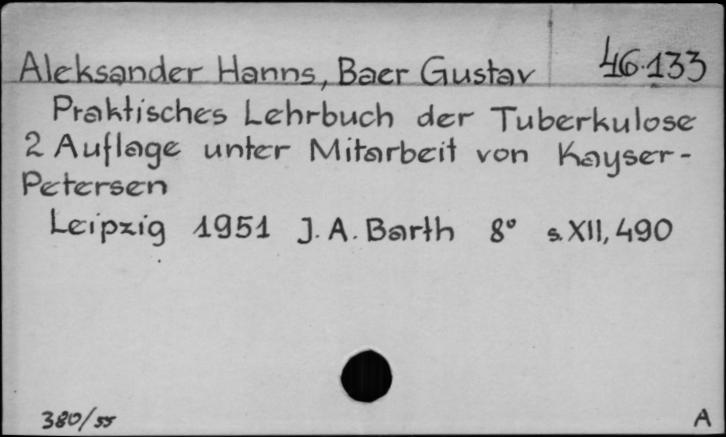 Aleksander Hanns, Baer Gustav 46.133
Praktisches Lehrbuch der Tuberkulose
2 Auflage unter Mitarbeit von Kayser-
Petersen
Leipzig 1951 J. A. Barth 8° s. XII, 490
380/55 A